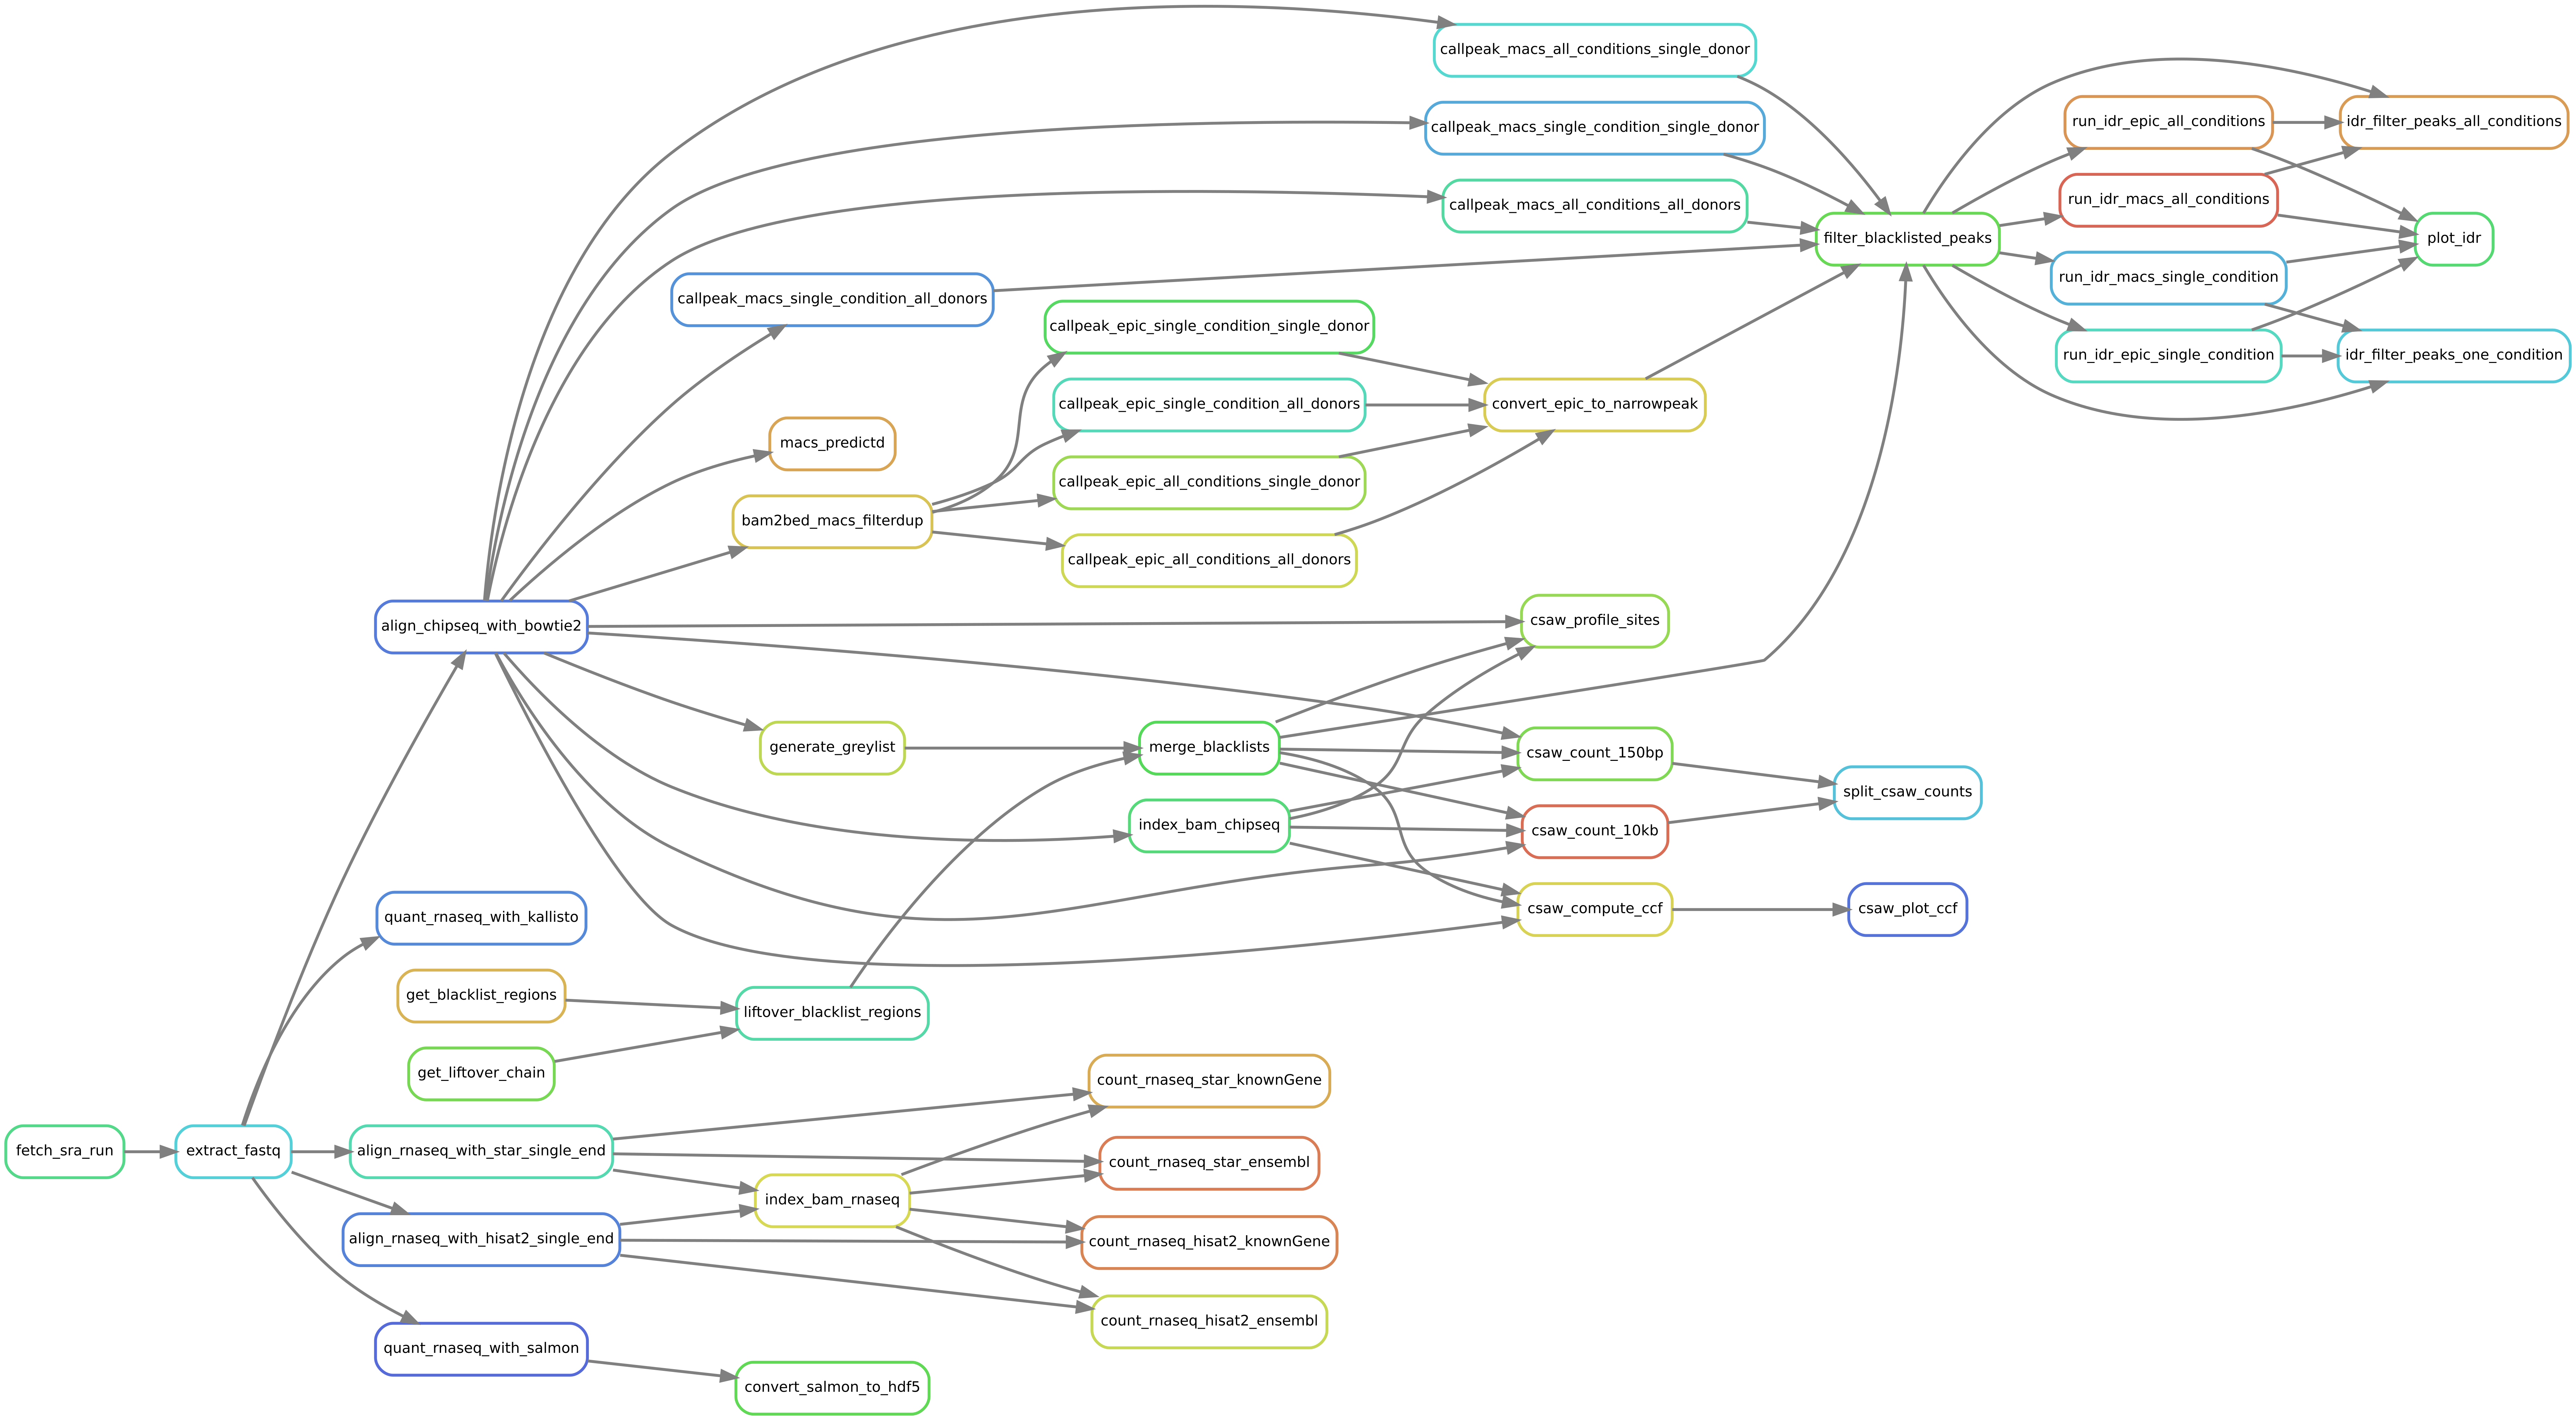 callpeak_macs_all_conditions_single_donor
callpeak_macs_single_condition_single_donor
run_idr_epic_all_conditions
idr_filter_peaks_all_conditions
callpeak_macs_all_conditions_all_donors
run_idr_macs_all_conditions
filter_blacklisted_peaks
plot_idr
callpeak_macs_single_condition_all_donors
run_idr_macs_single_condition
callpeak_epic_single_condition_single_donor
run_idr_epic_single_condition
idr_filter_peaks_one_condition
callpeak_epic_single_condition_all_donors
convert_epic_to_narrowpeak
macs_predictd
callpeak_epic_all_conditions_single_donor
bam2bed_macs_filterdup
callpeak_epic_all_conditions_all_donors
align_chipseq_with_bowtie2
csaw_profile_sites
generate_greylist
merge_blacklists
csaw_count_150bp
split_csaw_counts
index_bam_chipseq
csaw_count_10kb
quant_rnaseq_with_kallisto
csaw_compute_ccf
csaw_plot_ccf
get_blacklist_regions
liftover_blacklist_regions
get_liftover_chain
count_rnaseq_star_knownGene
fetch_sra_run
extract_fastq
align_rnaseq_with_star_single_end
count_rnaseq_star_ensembl
index_bam_rnaseq
align_rnaseq_with_hisat2_single_end
count_rnaseq_hisat2_knownGene
count_rnaseq_hisat2_ensembl
quant_rnaseq_with_salmon
convert_salmon_to_hdf5